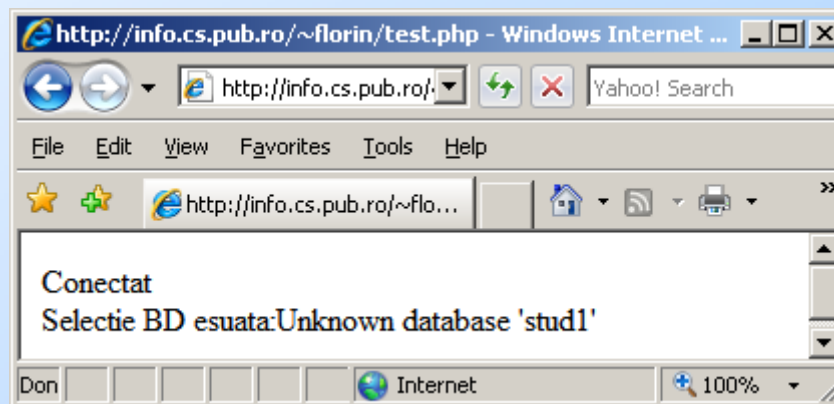 http://info.cs.pub.ro/~florin/test.php - Windows Internet ...
http://info.cs.pub.ro/
Yahoo! Search
File Edit View Favorites Tools Help
http://info.cs.pub.ro/~flo... »
Conectat
Selectie BD esuata:Unknown database 'stud1'
Don Internet 100%